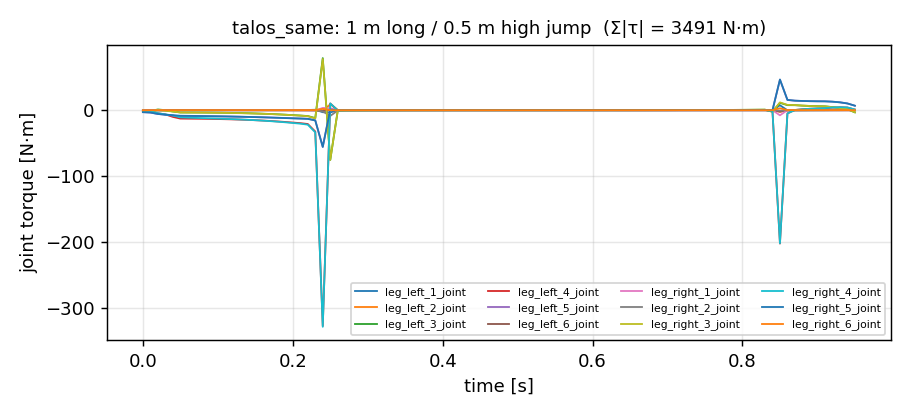 talos_same: 1 m long / 0.5 m high jump (Σ|τ| = 3491 N·m)
joint torque [N·m]
0
−100
−200
−300
leg_left_1_joint leg_left_4_joint leg_right_1_joint leg_right_4_joint
leg_left_2_joint leg_left_5_joint leg_right_2_joint leg_right_5_joint
leg_left_3_joint leg_left_6_joint leg_right_3_joint leg_right_6_joint
0.0 0.2 0.4 0.6 0.8
time [s]